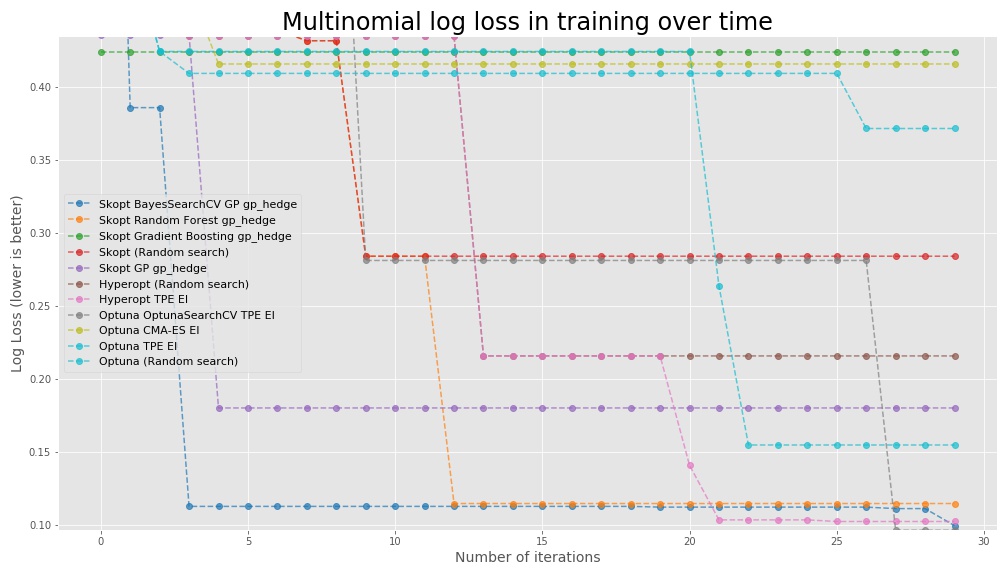 Multinomial log loss in training over time
Log Loss (lower is better)
0.40
0.35
0.30
0.25
0.20
0.15
0.10
Skopt BayesSearchCV GP gp_hedge
Skopt Random Forest gp_hedge
Skopt Gradient Boosting gp_hedge
Skopt (Random search)
Skopt GP gp_hedge
Hyperopt (Random search)
Hyperopt TPE EI
Optuna OptunaSearchCV TPE EI
Optuna CMA-ES EI
Optuna TPE EI
Optuna (Random search)
0 5 10 15 20 25 30
Number of iterations